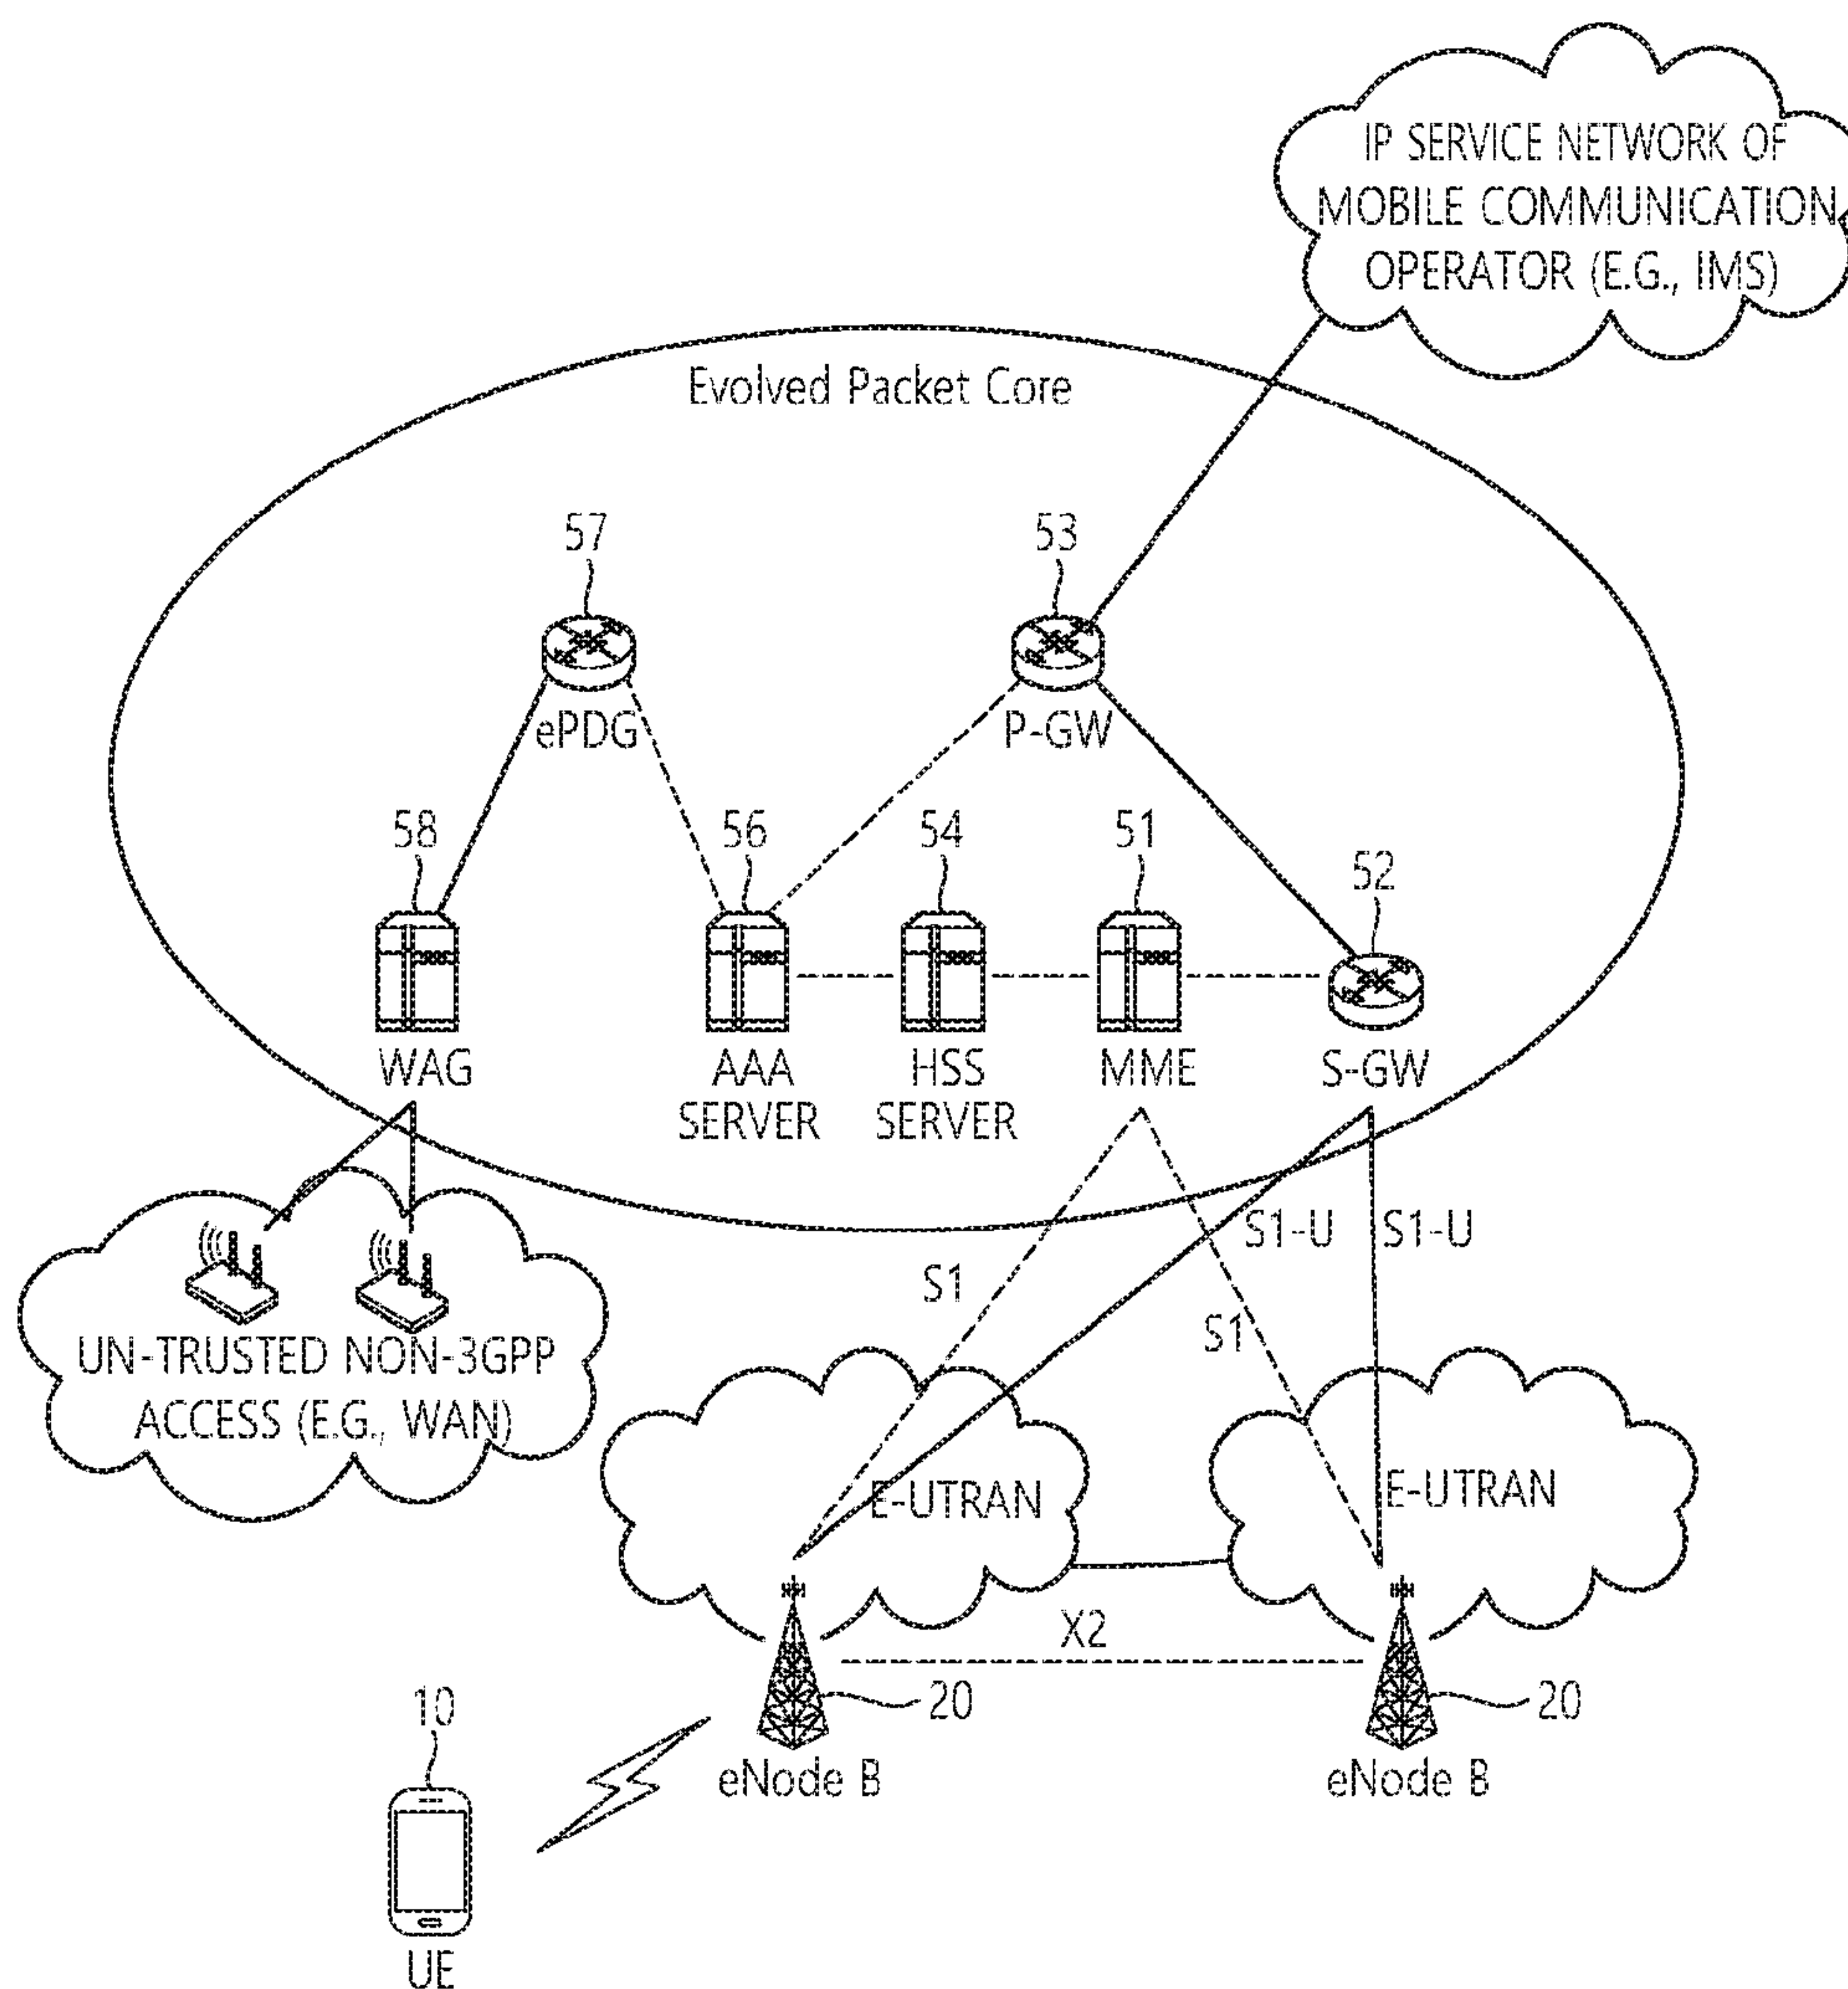 IP SERVICE NETWORK OF
MOBILE COMMUNICATION
OPERATOR (E.G., IMS)
Evolved Packet Core
57
53
ePDG
P-GW
58
56
54
51
52
WAG
AAA
SERVER
HSS
SERVER
MME
S-GW
S1-U
S1-U
S1
S1
UN-TRUSTED NON-3GPP
ACCESS (E.G., WAN)
E-UTRAN
E-UTRAN
X2
20
20
eNode B
eNode B
10
UE